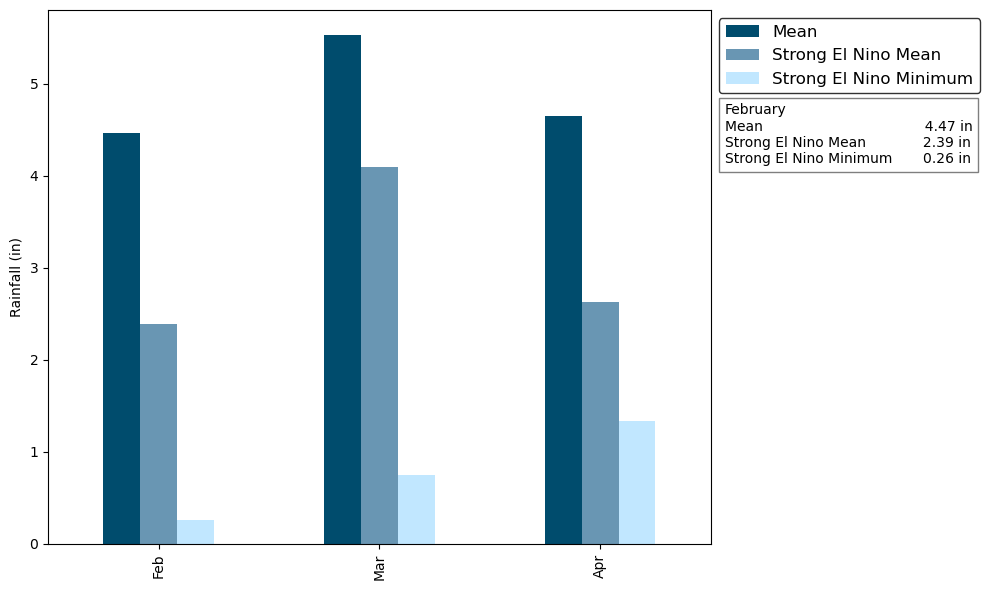 Mean
Strong El Nino Mean
Strong El Nino Minimum
February
Mean 4.47 in
Strong El Nino Mean 2.39 in
Strong El Nino Minimum 0.26 in
Rainfall (in)
5
4
3
2
1
0
Feb
Mar
Apr